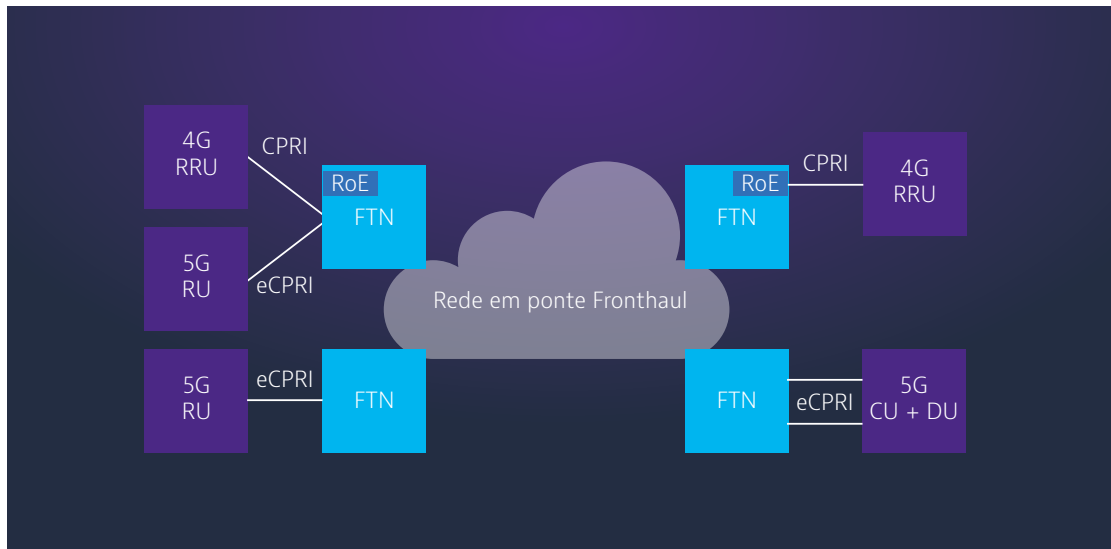 4G
RRU
CPRI
RoE
FTN
5G
RU
eCPRI
5G
RU
eCPRI
FTN
Rede em ponte Fronthaul
RoE
FTN
CPRI
4G
RRU
FTN
eCPRI
5G
CU + DU